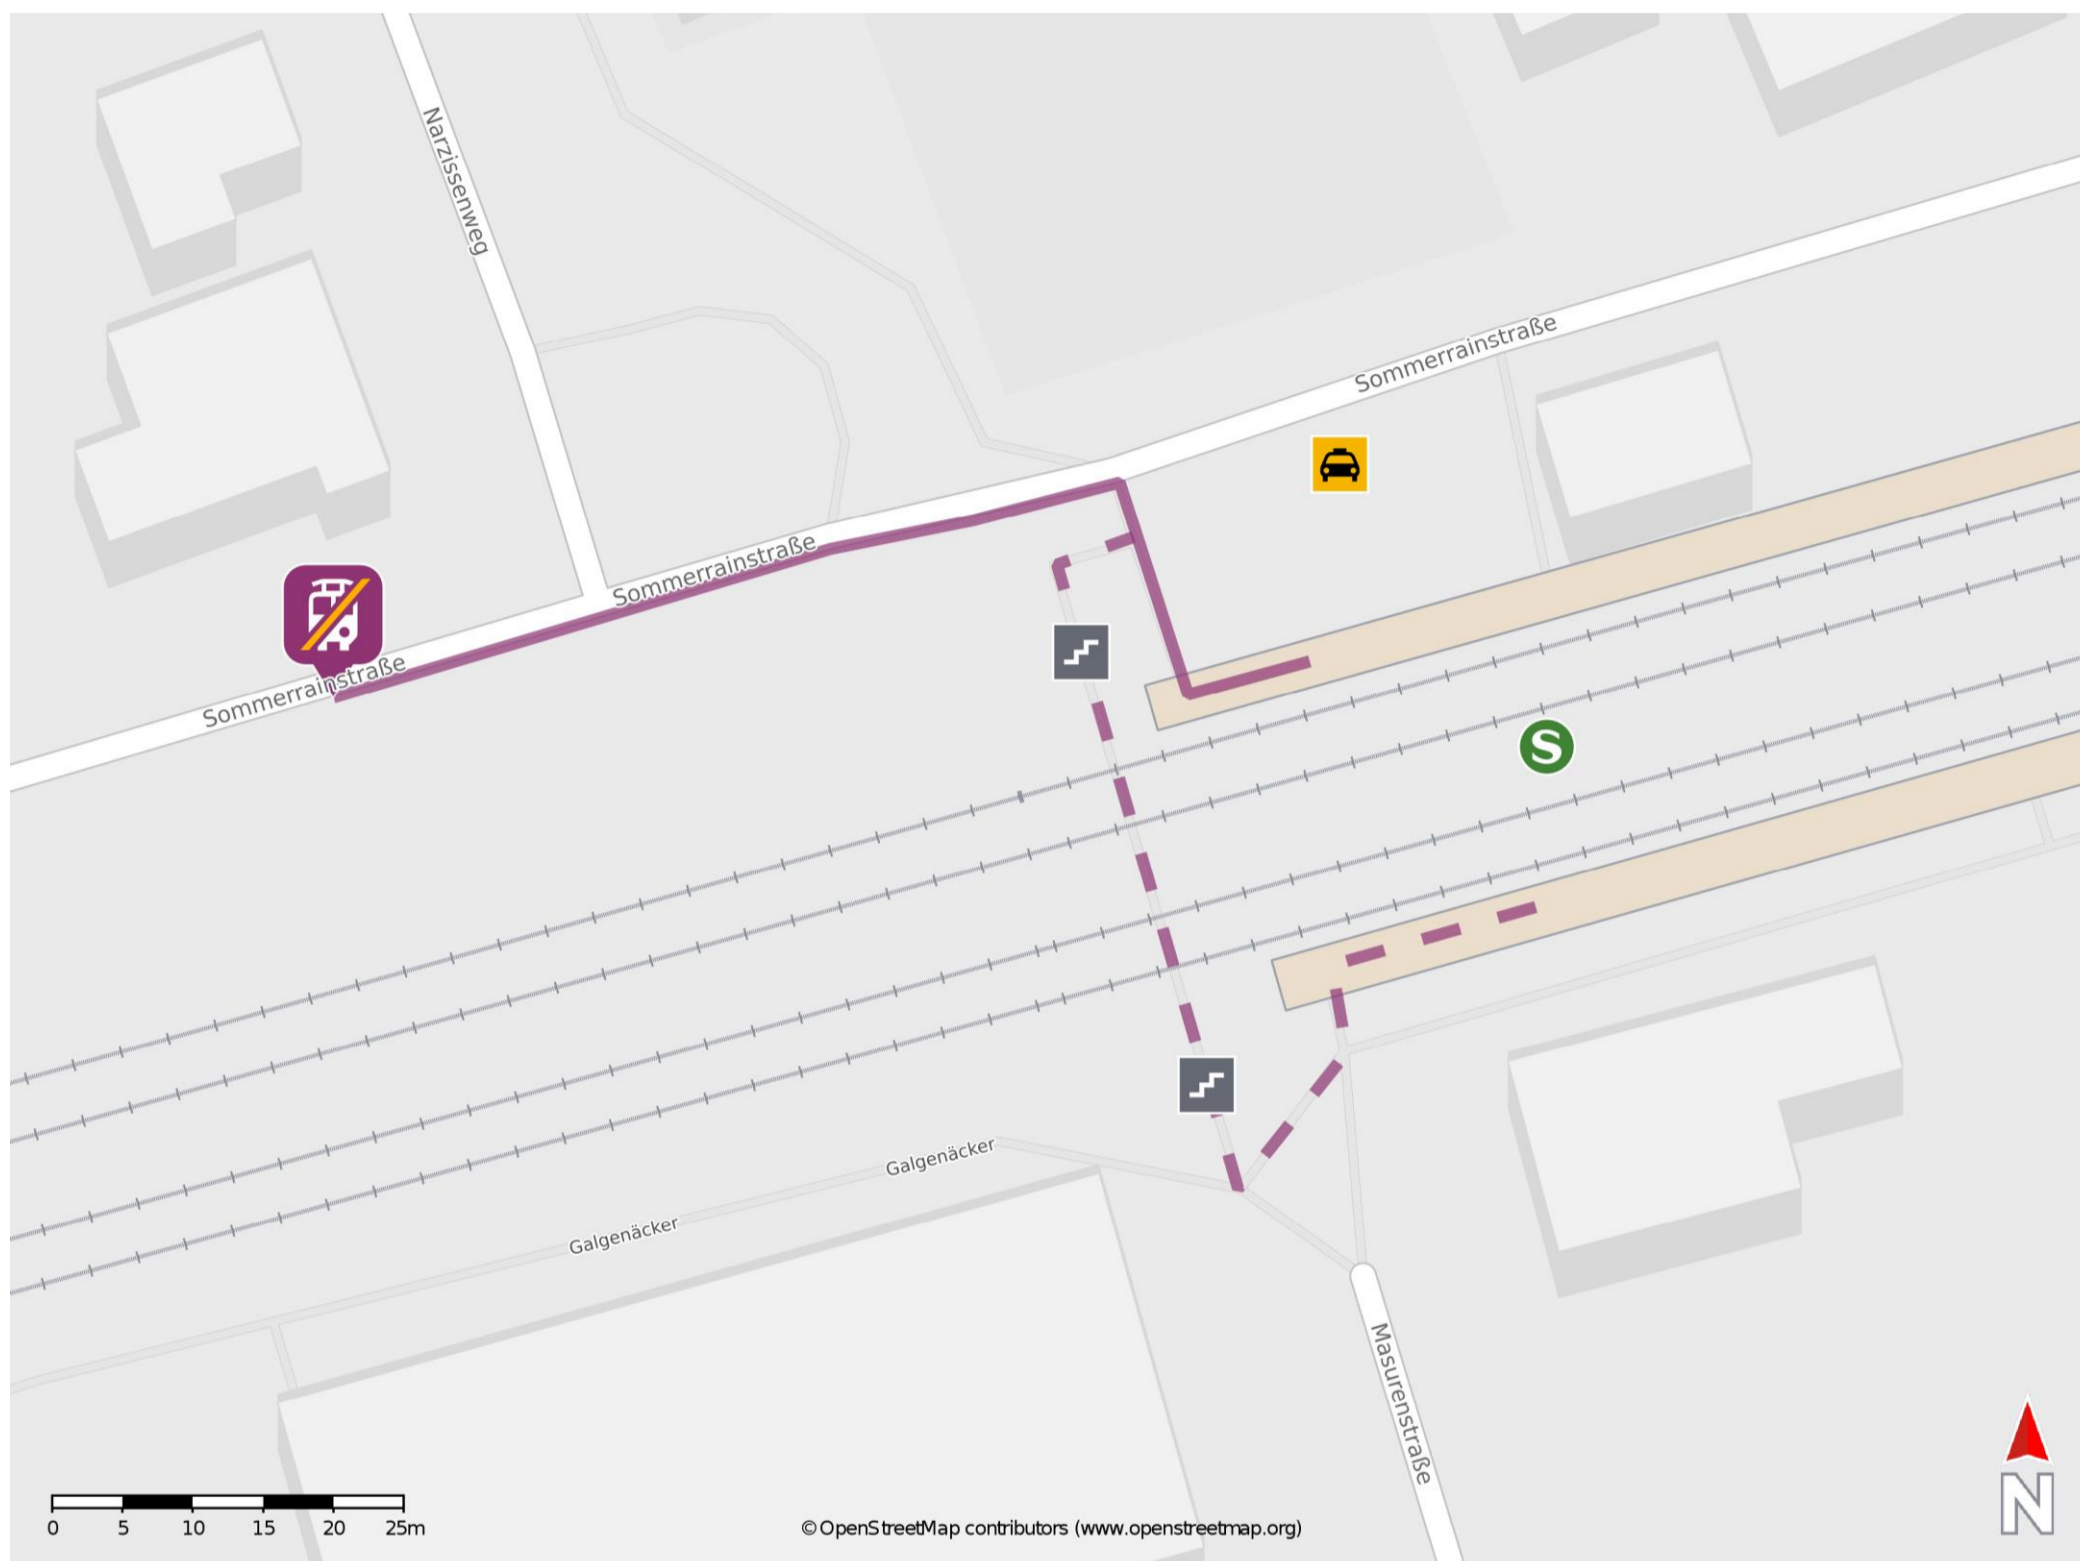 Narzissenweg
Sommerrainstraße
Sommerrainstraße
Sommerrainstraße
S
Galgenäcker
Galgenäcker
Masurenstraße
0 5 10 15 20 25m
© OpenStreetMap contributors (www.openstreetmap.org)
N